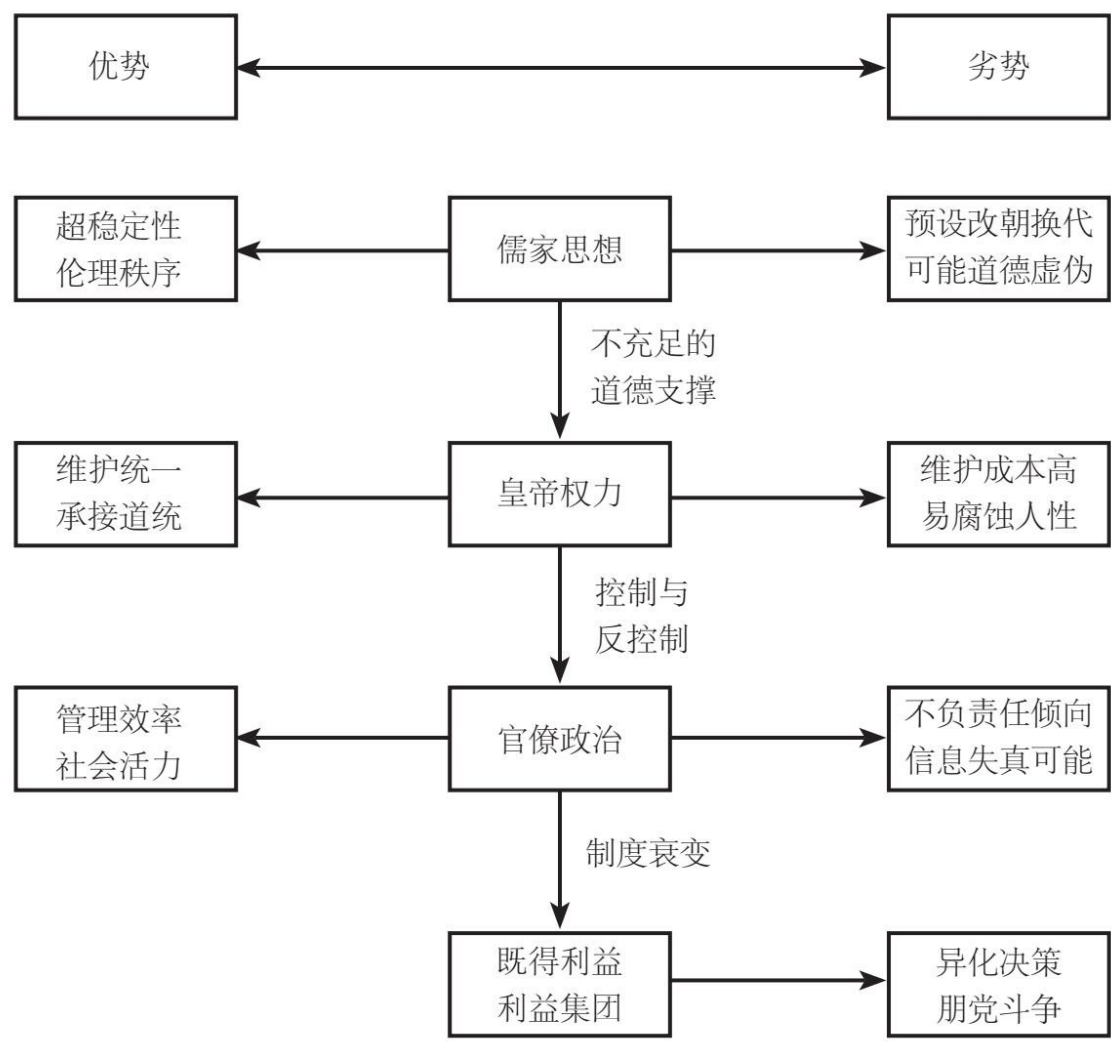 优势
劣势
超稳定性
伦理秩序
儒家思想
预设改朝换代
可能道德虚伪
不充足的
道德支撑
维护统一
承接道统
皇帝权力
维护成本高
易腐蚀人性
控制与
反控制
管理效率
社会活力
官僚政治
不负责任倾向
信息失真可能
制度衰变
既得利益
利益集团
异化决策
朋党斗争